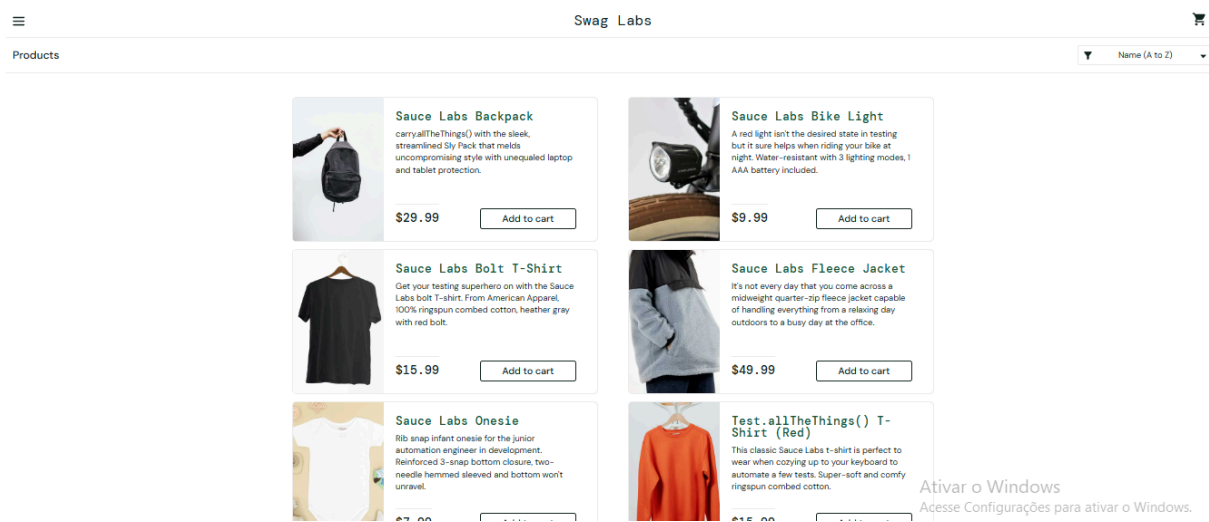 Swag Labs
Products
Name (A to Z)
Sauce Labs Backpack
carry.allTheThings() with the sleek,
streamlined Sly Pack that melds
uncompromising style with unequaled laptop
and tablet protection.
$29.99
Add to cart
Sauce Labs Bike Light
A red light isn't the desired state in testing
but it sure helps when riding your bike at
night. Water-resistant with 3 lighting modes, 1
AAA battery included.
$9.99
Add to cart
Sauce Labs Bolt T-Shirt
Get your testing superhero on with the Sauce
Labs bolt T-shirt. From American Apparel,
100% ringspun combed cotton, heather gray
with red bolt.
$15.99
Add to cart
Sauce Labs Fleece Jacket
It's not every day that you come across a
midweight quarter-zip fleece jacket capable
of handling everything from a relaxing day
outdoors to a busy day at the office.
$49.99
Add to cart
Sauce Labs Onesie
Rib snap infant onesie for the junior
automation engineer in development.
Reinforced 3-snap bottom closure, two-
needle hemmed sleeved and bottom won't
unravel.
$7.99
Add to cart
Test.allTheThings() T-
Shirt (Red)
This classic Sauce Labs t-shirt is perfect to
wear when cozying up to your keyboard to
automate a few tests. Super-soft and comfy
ringspun combed cotton.
$15.99
Add to cart
Ativar o Windows
Acesse Configurações para ativar o Windows.